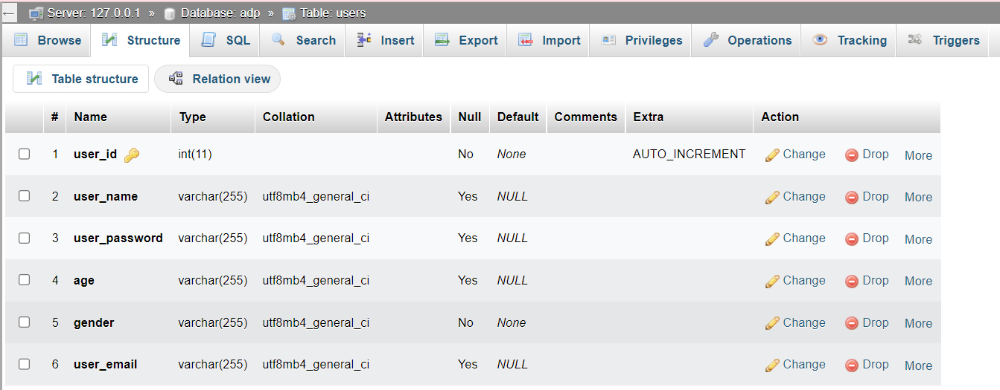 ← Server: 127.0.0.1 » Database: adp » Table: users
Browse Structure SQL Search Insert Export Import Privileges Operations Tracking Triggers
Table structure Relation view
# Name Type Collation Attributes Null Default Comments Extra Action
1 user_id int(11) No None AUTO_INCREMENT Change Drop More
2 user_name varchar(255) utf8mb4_general_ci Yes NULL Change Drop More
3 user_password varchar(255) utf8mb4_general_ci Yes NULL Change Drop More
4 age varchar(255) utf8mb4_general_ci Yes NULL Change Drop More
5 gender varchar(255) utf8mb4_general_ci No None Change Drop More
6 user_email varchar(255) utf8mb4_general_ci Yes NULL Change Drop More